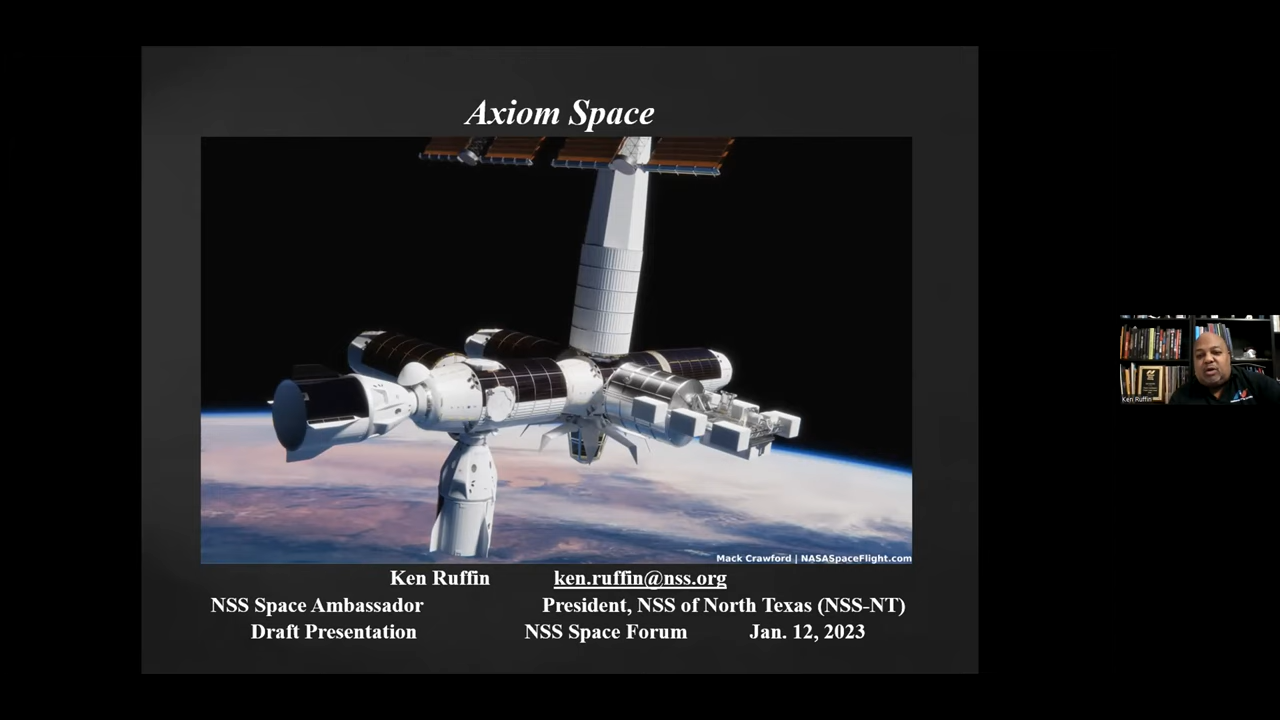 Axiom Space
Mack Crawford | NASASpaceFlight.com
Ken Ruffin ken.ruffin@nss.org
NSS Space Ambassador President, NSS of North Texas (NSS-NT)
Draft Presentation NSS Space Forum Jan. 12, 2023
Ken Ruffin